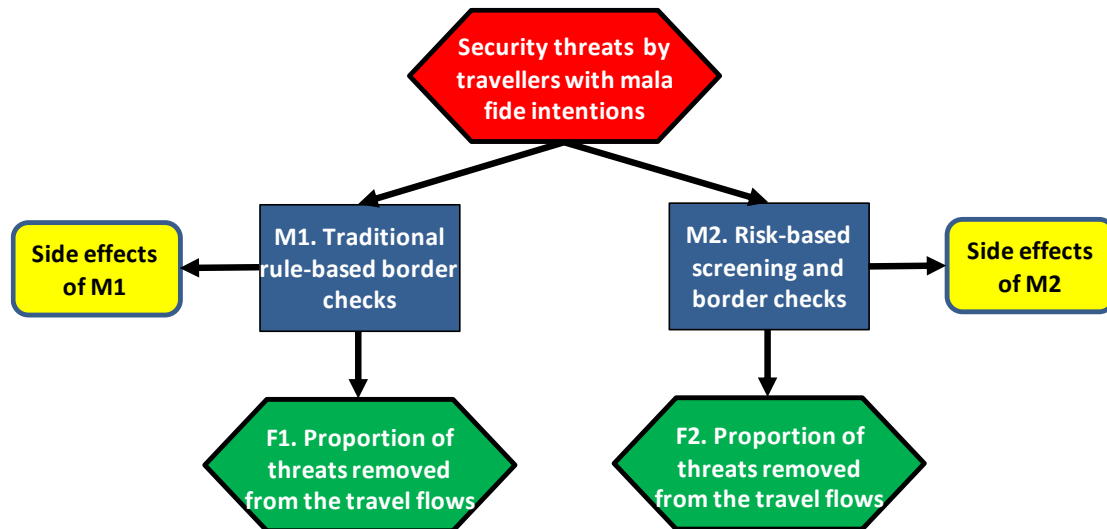 Security threats by
travellers with mala
fide intentions
Side effects
of M1
M1. Traditional
rule-based border
checks
M2. Risk-based
screening and
border checks
Side effects
of M2
F1. Proportion of
threats removed
from the travel flows
F2. Proportion of
threats removed
from the travel flows